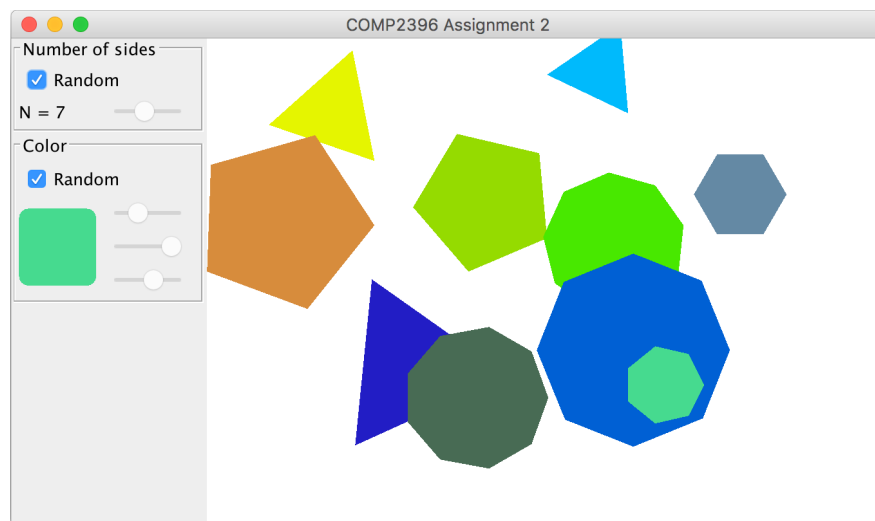 COMP2396 Assignment 2
Number of sides
Random
N = 7
Color
Random